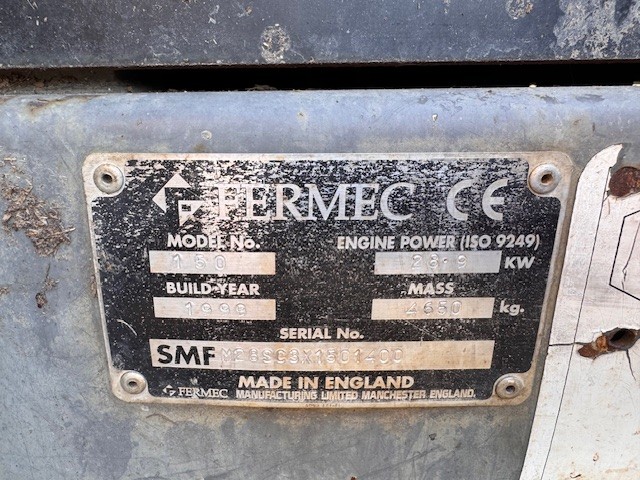 FERMEC CE
MODEL No. ENGINE POWER (ISO 9249)
150 28.9 KW
BUILD-YEAR MASS
1999 4650 kg.
SERIAL No.
SMF
MADE IN ENGLAND
FERMEC MANUFACTURING LIMITED MANCHESTER ENGLAND.